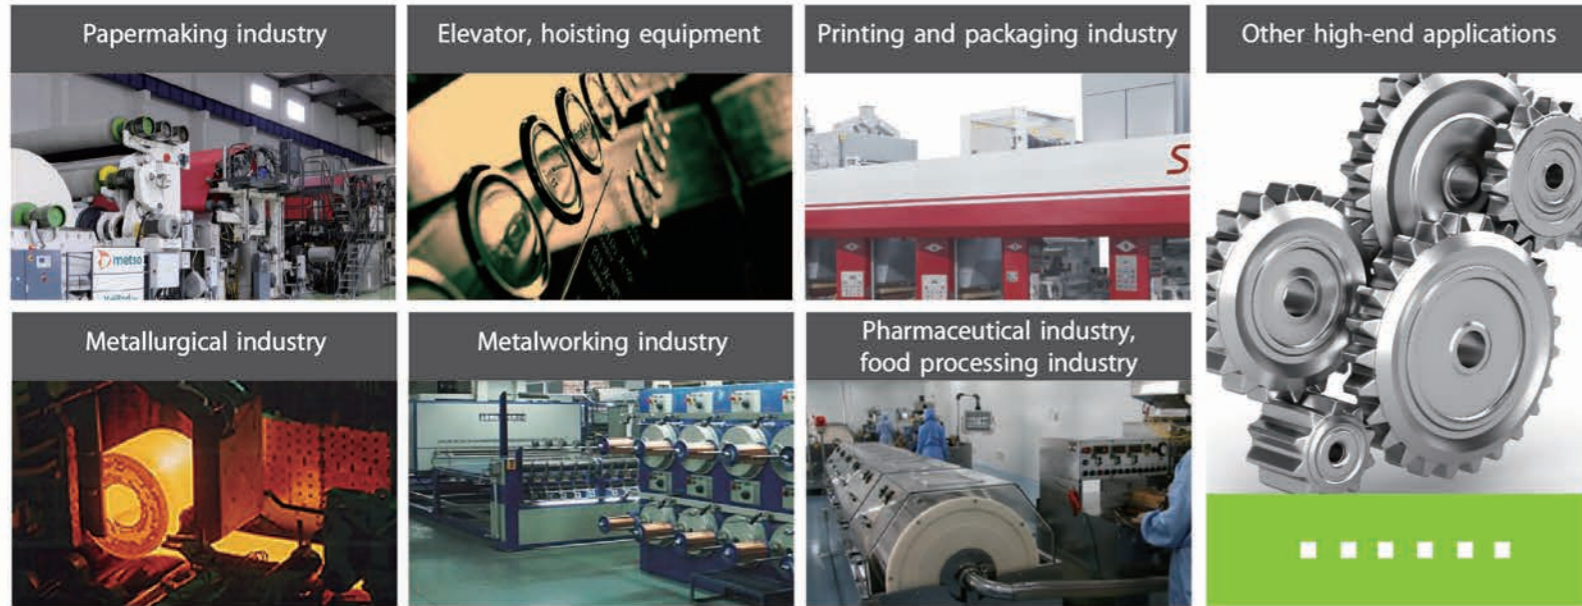 Papermaking industry
Elevator, hoisting equipment
Printing and packaging industry
Other high-end applications
metso
Metallurgical industry
Metalworking industry
Pharmaceutical industry,
food processing industry